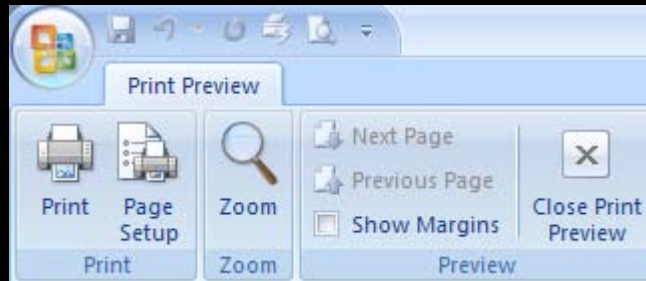 Print Preview
Print
Page
Setup
Print
Zoom
Zoom
Next Page
Previous Page
Show Margins
Close Print
Preview
Preview